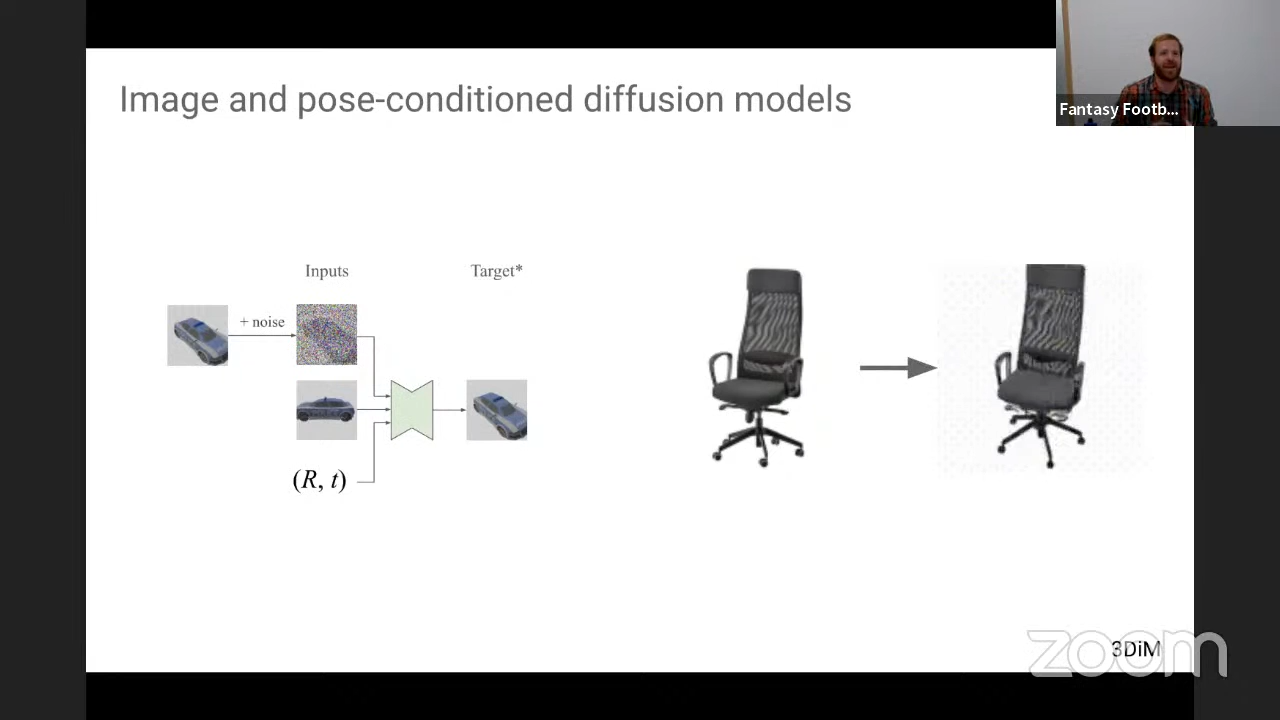 Image and pose-conditioned diffusion models
Fantasy Footb...
Inputs
Target*
+ noise
(R, t)
3DiM
zoom